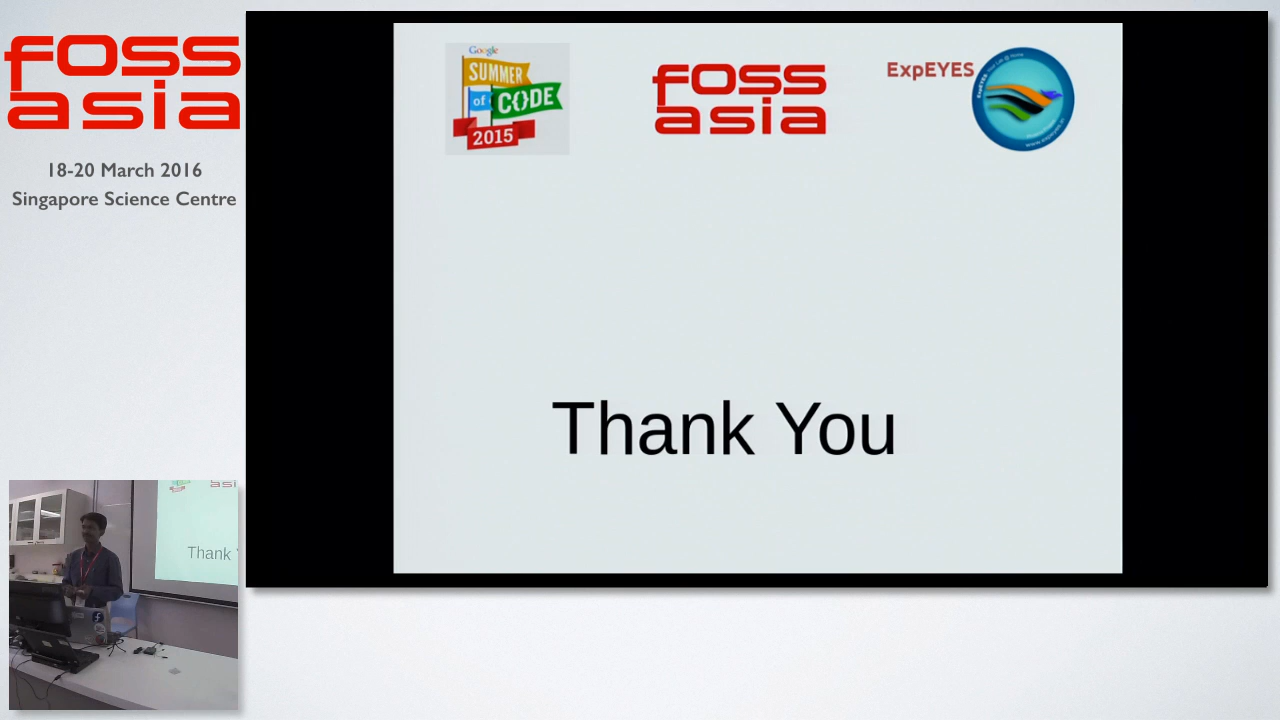 foss
asia
18-20 March 2016
Singapore Science Centre
Google
SUMMER
of C{}DE
2015
foss
asia
ExpEYES
Thank You
Thank